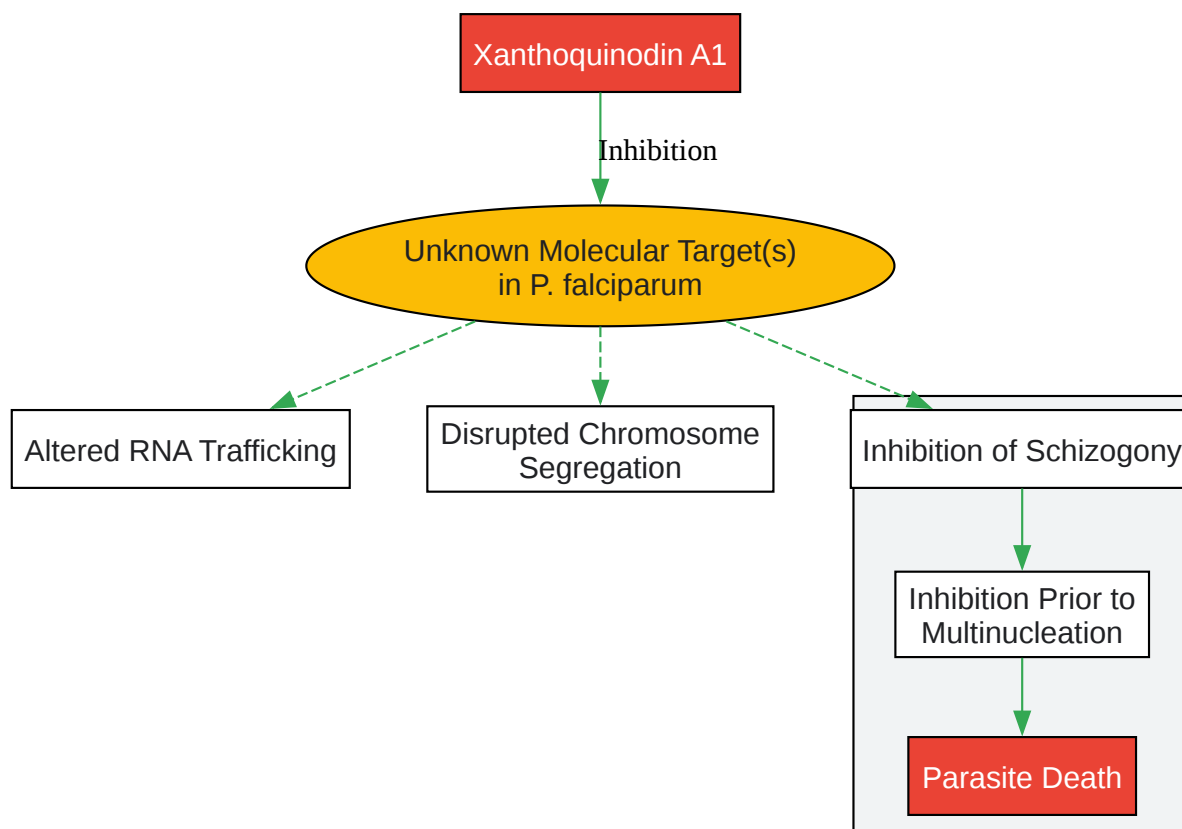 Xanthoquinodin A1
Inhibition
Unknown Molecular Target(s)
in P. falciparum
Altered RNA Trafficking
Disrupted Chromosome
Segregation
Inhibition of Schizogony
Inhibition Prior to
Multinucleation
Parasite Death